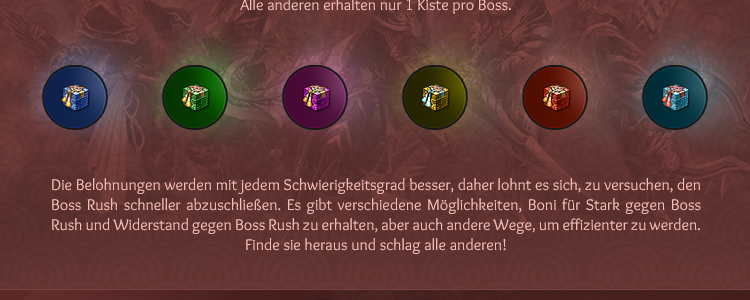 Alle anderen erhalten nur 1 Kiste pro Boss.
Die Belohnungen werden mit jedem Schwierigkeitsgrad besser, daher lohnt es sich, zu versuchen, den
Boss Rush schneller abzuschließen. Es gibt verschiedene Möglichkeiten, Boni für Stark gegen Boss
Rush und Widerstand gegen Boss Rush zu erhalten, aber auch andere Wege, um effizienter zu werden.
Finde sie heraus und schlag alle anderen!